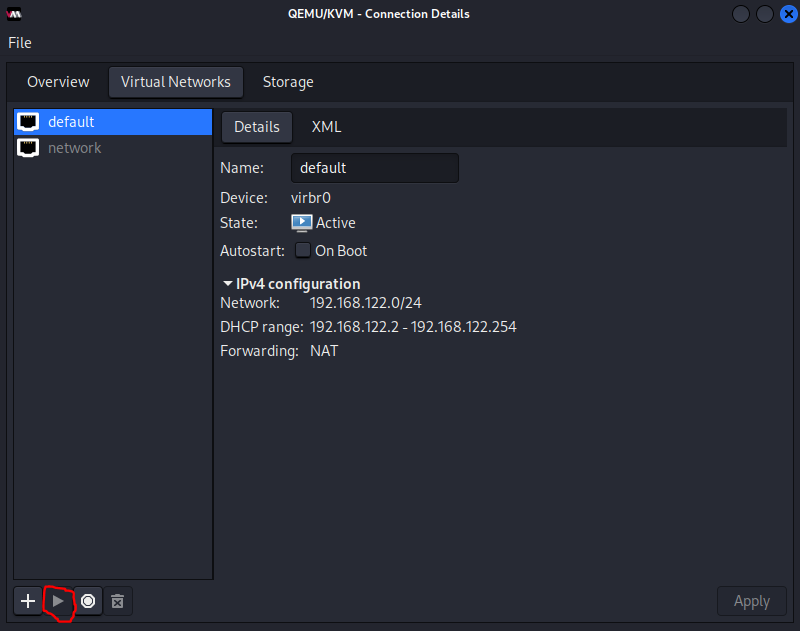 QEMU/KVM - Connection Details
File
Overview Virtual Networks Storage
default
network
Details XML
Name: default
Device: virbr0
State: Active
Autostart: On Boot
IPv4 configuration
Network: 192.168.122.0/24
DHCP range: 192.168.122.2 - 192.168.122.254
Forwarding: NAT
Apply